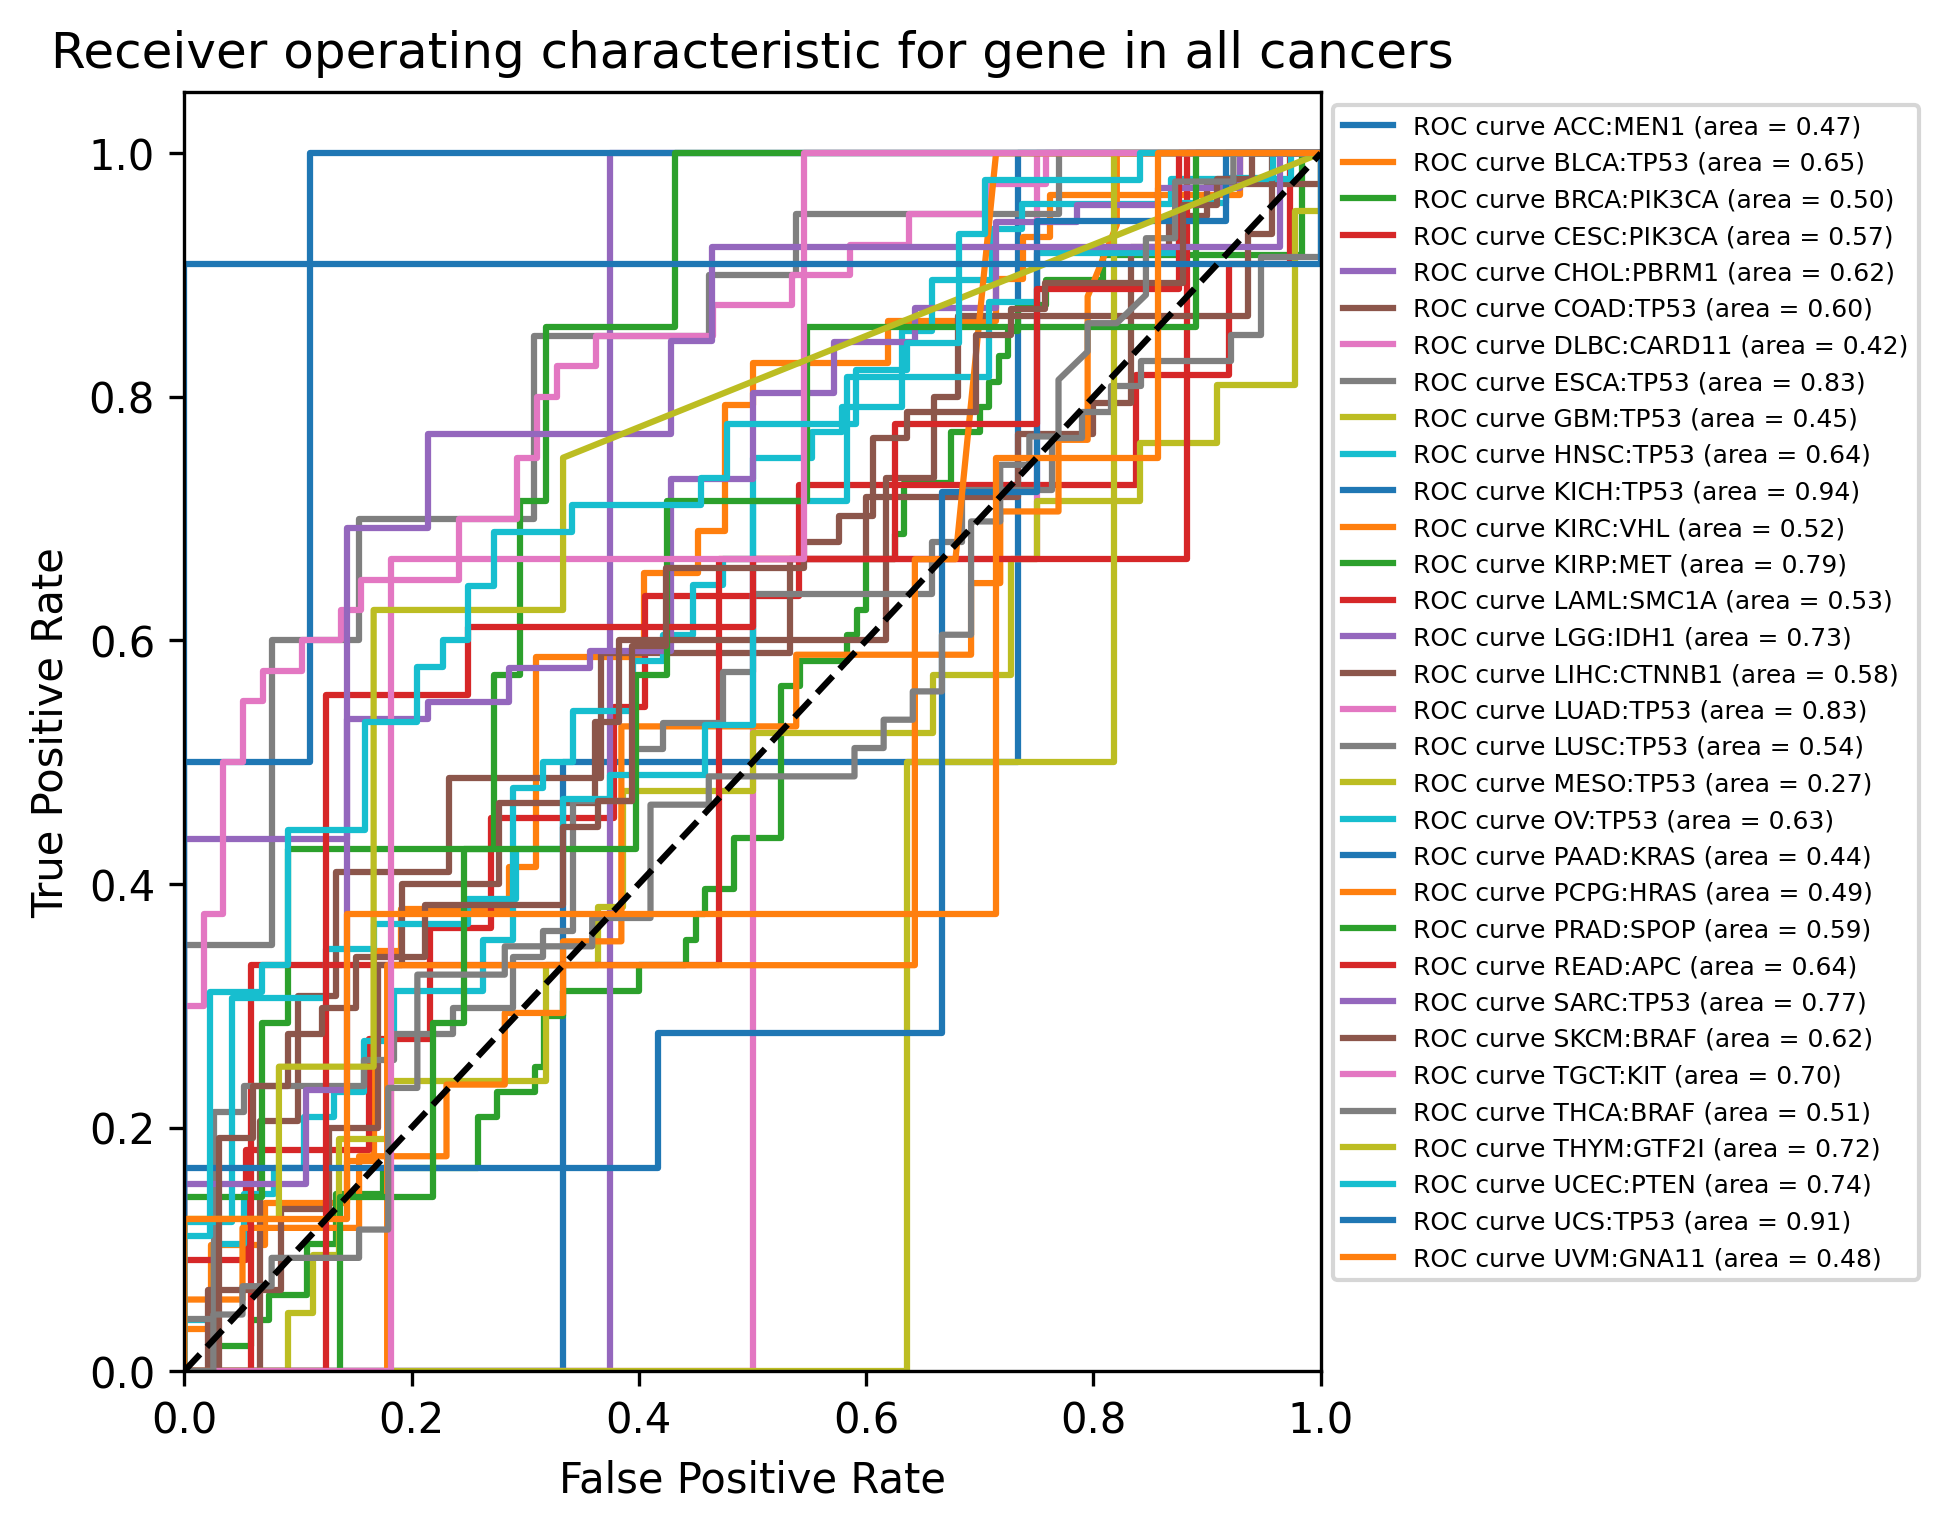 Receiver operating characteristic for gene in all cancers
True Positive Rate
1.0
0.8
0.6
0.4
0.2
0.0
0.0 0.2 0.4 0.6 0.8 1.0
False Positive Rate
ROC curve ACC:MEN1 (area = 0.47)
ROC curve BLCA:TP53 (area = 0.65)
ROC curve BRCA:PIK3CA (area = 0.50)
ROC curve CESC:PIK3CA (area = 0.57)
ROC curve CHOL:PBRM1 (area = 0.62)
ROC curve COAD:TP53 (area = 0.60)
ROC curve DLBC:CARD11 (area = 0.42)
ROC curve ESCA:TP53 (area = 0.83)
ROC curve GBM:TP53 (area = 0.45)
ROC curve HNSC:TP53 (area = 0.64)
ROC curve KICH:TP53 (area = 0.94)
ROC curve KIRC:VHL (area = 0.52)
ROC curve KIRP:MET (area = 0.79)
ROC curve LAML:SMC1A (area = 0.53)
ROC curve LGG:IDH1 (area = 0.73)
ROC curve LIHC:CTNNB1 (area = 0.58)
ROC curve LUAD:TP53 (area = 0.83)
ROC curve LUSC:TP53 (area = 0.54)
ROC curve MESO:TP53 (area = 0.27)
ROC curve OV:TP53 (area = 0.63)
ROC curve PAAD:KRAS (area = 0.44)
ROC curve PCPG:HRAS (area = 0.49)
ROC curve PRAD:SPOP (area = 0.59)
ROC curve READ:APC (area = 0.64)
ROC curve SARC:TP53 (area = 0.77)
ROC curve SKCM:BRAF (area = 0.62)
ROC curve TGCT:KIT (area = 0.70)
ROC curve THCA:BRAF (area = 0.51)
ROC curve THYM:GTF2I (area = 0.72)
ROC curve UCEC:PTEN (area = 0.74)
ROC curve UCS:TP53 (area = 0.91)
ROC curve UVM:GNA11 (area = 0.48)